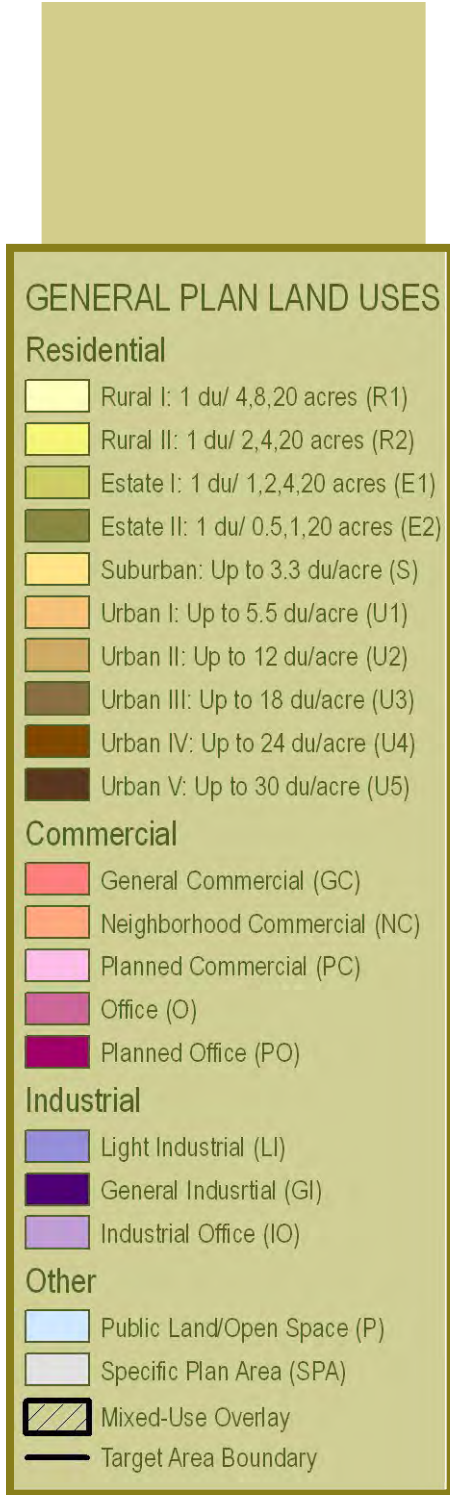 GENERAL PLAN LAND USES
Residential
Rural I: 1 du/ 4,8,20 acres (R1)
Rural II: 1 du/ 2,4,20 acres (R2)
Estate I: 1 du/ 1,2,4,20 acres (E1)
Estate II: 1 du/ 0.5,1,20 acres (E2)
Suburban: Up to 3.3 du/acre (S)
Urban I: Up to 5.5 du/acre (U1)
Urban II: Up to 12 du/acre (U2)
Urban III: Up to 18 du/acre (U3)
Urban IV: Up to 24 du/acre (U4)
Urban V: Up to 30 du/acre (U5)
Commercial
General Commercial (GC)
Neighborhood Commercial (NC)
Planned Commercial (PC)
Office (O)
Planned Office (PO)
Industrial
Light Industrial (LI)
General Indusrtial (GI)
Industrial Office (IO)
Other
Public Land/Open Space (P)
Specific Plan Area (SPA)
Mixed-Use Overlay
Target Area Boundary